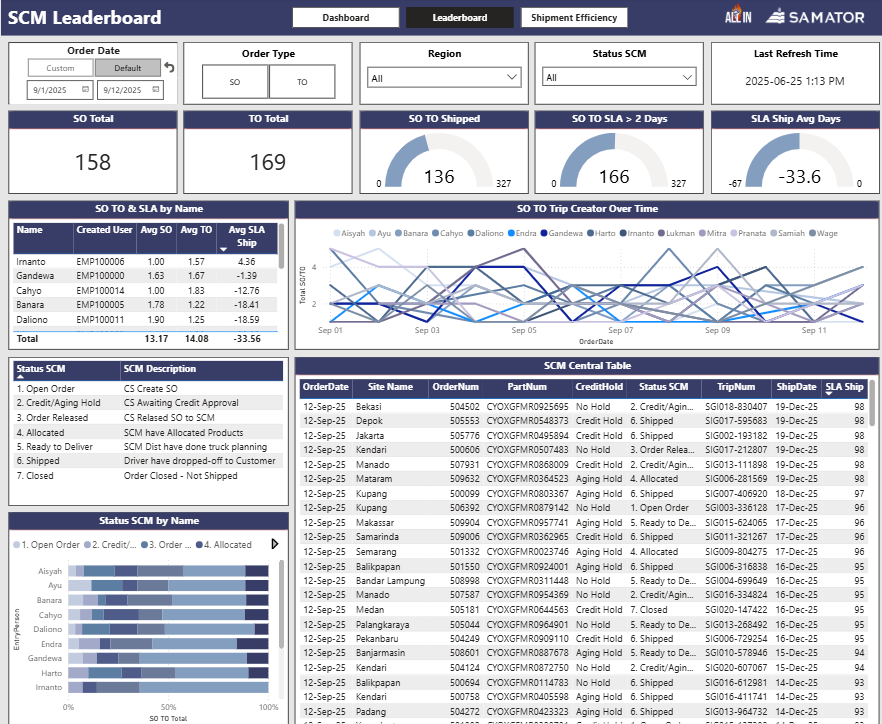 SCM Leaderboard
Dashboard
Leaderboard
Shipment Efficiency
ALL IN
SAMATOR
Order Date
Custom
Default
9/1/2025
9/12/2025
Order Type
SO
TO
Region
All
Status SCM
All
Last Refresh Time
2025-06-25 1:13 PM
SO Total
158
TO Total
169
SO TO Shipped
0
136
327
SO TO SLA > 2 Days
0
166
327
SLA Ship Avg Days
-67
-33.6
0
SO TO & SLA by Name
Name Created User Avg SO Avg TO Avg SLA Ship
Irnanto EMP100006 1.00 1.57 4.36
Gandewa EMP100000 1.63 1.67 -1.39
Cahyo EMP100014 1.00 1.83 -12.76
Banara EMP100005 1.78 1.22 -18.41
Daliono EMP100011 1.90 1.25 -18.59
Total 13.17 14.08 -33.56
SO TO Trip Creator Over Time
Aisyah Ayu Banara Cahyo Daliono Endra Gandewa Harto Irnanto Lukman Mitra Pranata Samiah Wage
Total SO/TO
4
2
Sep 01 Sep 03 Sep 05 Sep 07 Sep 09 Sep 11
OrderDate
Status SCM SCM Description
1. Open Order CS Create SO
2. Credit/Aging Hold CS Awaiting Credit Approval
3. Order Released CS Relased SO to SCM
4. Allocated SCM have Allocated Products
5. Ready to Deliver SCM Dist have done truck planning
6. Shipped Driver have dropped-off to Customer
7. Closed Order Closed - Not Shipped
Status SCM by Name
1. Open Order 2. Credit/... 3. Order ... 4. Allocated
EntryPerson
Aisyah
Ayu
Banara
Cahyo
Daliono
Endra
Gandewa
Harto
Irnanto
0% 50% 100%
SO TO Total
SCM Central Table
OrderDate Site Name OrderNum PartNum CreditHold Status SCM TripNum ShipDate SLA Ship
12-Sep-25 Bekasi 504502 CYOXGFMR0925695 No Hold 2. Credit/Agin... SGI018-830407 19-Dec-25 98
12-Sep-25 Depok 505553 CYOXGFMR0548373 Credit Hold 6. Shipped SIG017-595683 19-Dec-25 98
12-Sep-25 Jakarta 505776 CYOXGFMR0495894 Credit Hold 6. Shipped SIG002-193182 19-Dec-25 98
12-Sep-25 Kendari 500606 CYOXGFMR0507483 No Hold 3. Order Relea... SIG017-212807 19-Dec-25 98
12-Sep-25 Manado 507931 CYOXGFMR0868009 Credit Hold 2. Credit/Agin... SIG013-111898 19-Dec-25 98
12-Sep-25 Mataram 509632 CYOXGFMR0364523 Aging Hold 4. Allocated SIG006-281569 19-Dec-25 98
12-Sep-25 Kupang 500099 CYOXGFMR0803367 Aging Hold 6. Shipped SIG007-406920 18-Dec-25 97
12-Sep-25 Kupang 506392 CYOXGFMR0879142 No Hold 1. Open Order SIG003-336128 17-Dec-25 96
12-Sep-25 Makassar 509904 CYOXGFMR0957741 Aging Hold 5. Ready to De... SIG015-624065 17-Dec-25 96
12-Sep-25 Samarinda 509006 CYOXGFMR0362965 Credit Hold 6. Shipped SIG011-321267 17-Dec-25 96
12-Sep-25 Semarang 501332 CYOXGFMR0023746 Aging Hold 4. Allocated SIG009-804275 17-Dec-25 96
12-Sep-25 Balikpapan 501550 CYOXGFMR0924001 Aging Hold 6. Shipped SIG006-316838 16-Dec-25 95
12-Sep-25 Bandar Lampung 508998 CYOXGFMR0311448 No Hold 5. Ready to De... SIG004-699649 16-Dec-25 95
12-Sep-25 Manado 507587 CYOXGFMR0954369 No Hold 2. Credit/Agin... SIG016-334824 16-Dec-25 95
12-Sep-25 Medan 505181 CYOXGFMR0644563 Credit Hold 7. Closed SIG020-147422 16-Dec-25 95
12-Sep-25 Palangkaraya 505044 CYOXGFMR0964901 No Hold 5. Ready to De... SIG013-268492 16-Dec-25 95
12-Sep-25 Pekanbaru 504249 CYOXGFMR0909110 Credit Hold 6. Shipped SIG006-729254 16-Dec-25 95
12-Sep-25 Banjarmasin 508601 CYOXGFMR0887678 Aging Hold 5. Ready to De... SIG010-578946 15-Dec-25 94
12-Sep-25 Kendari 504124 CYOXGFMR0872750 No Hold 2. Credit/Agin... SIG020-607067 15-Dec-25 94
12-Sep-25 Balikpapan 500694 CYOXGFMR0114783 No Hold 6. Shipped SIG016-612981 14-Dec-25 93
12-Sep-25 Kendari 500758 CYOXGFMR0405598 Aging Hold 6. Shipped SIG016-411741 14-Dec-25 93
12-Sep-25 Padang 504272 CYOXGFMR0423323 Aging Hold 6. Shipped SIG013-964732 14-Dec-25 93